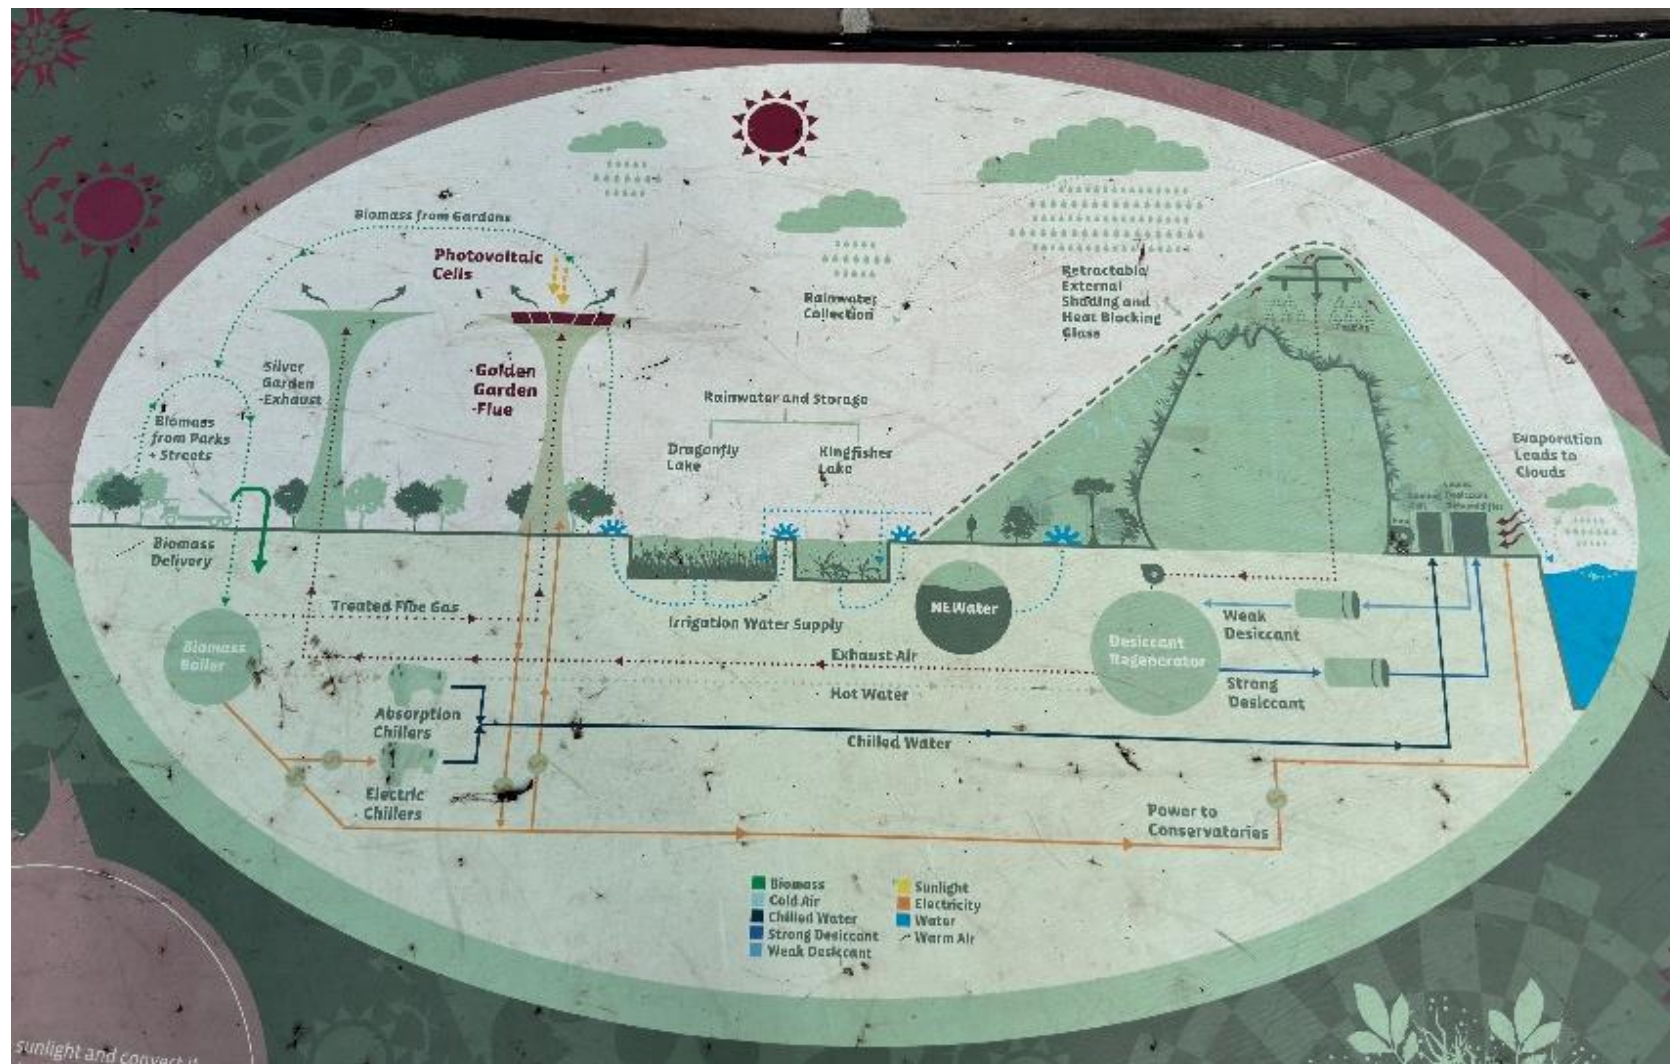 Biomass from Gardens
Photovoltaic
Cells
Rainwater
Collection
Retractable
External
Shading and
Heat Blocking
Glass
Silver
Garden
-Exhaust
Golden
Garden
-Flue
Rainwater and Storage
Dragonfly
Lake
Kingfisher
Lake
Biomass
from Parks
+ Streets
Evaporation
Leads to
Clouds
Biomass
Delivery
Treated Flue Gas
Irrigation Water Supply
NEWater
Weak
Desiccant
Biomass
Boiler
Exhaust Air
Desiccant
Regenerator
Hot Water
Strong
Desiccant
Absorption
Chillers
Chilled Water
Electric
Chillers
Power to
Conservatories
Biomass
Cold Air
Chilled Water
Strong Desiccant
Weak Desiccant
Sunlight
Electricity
Water
Warm Air
sunlight and convert it